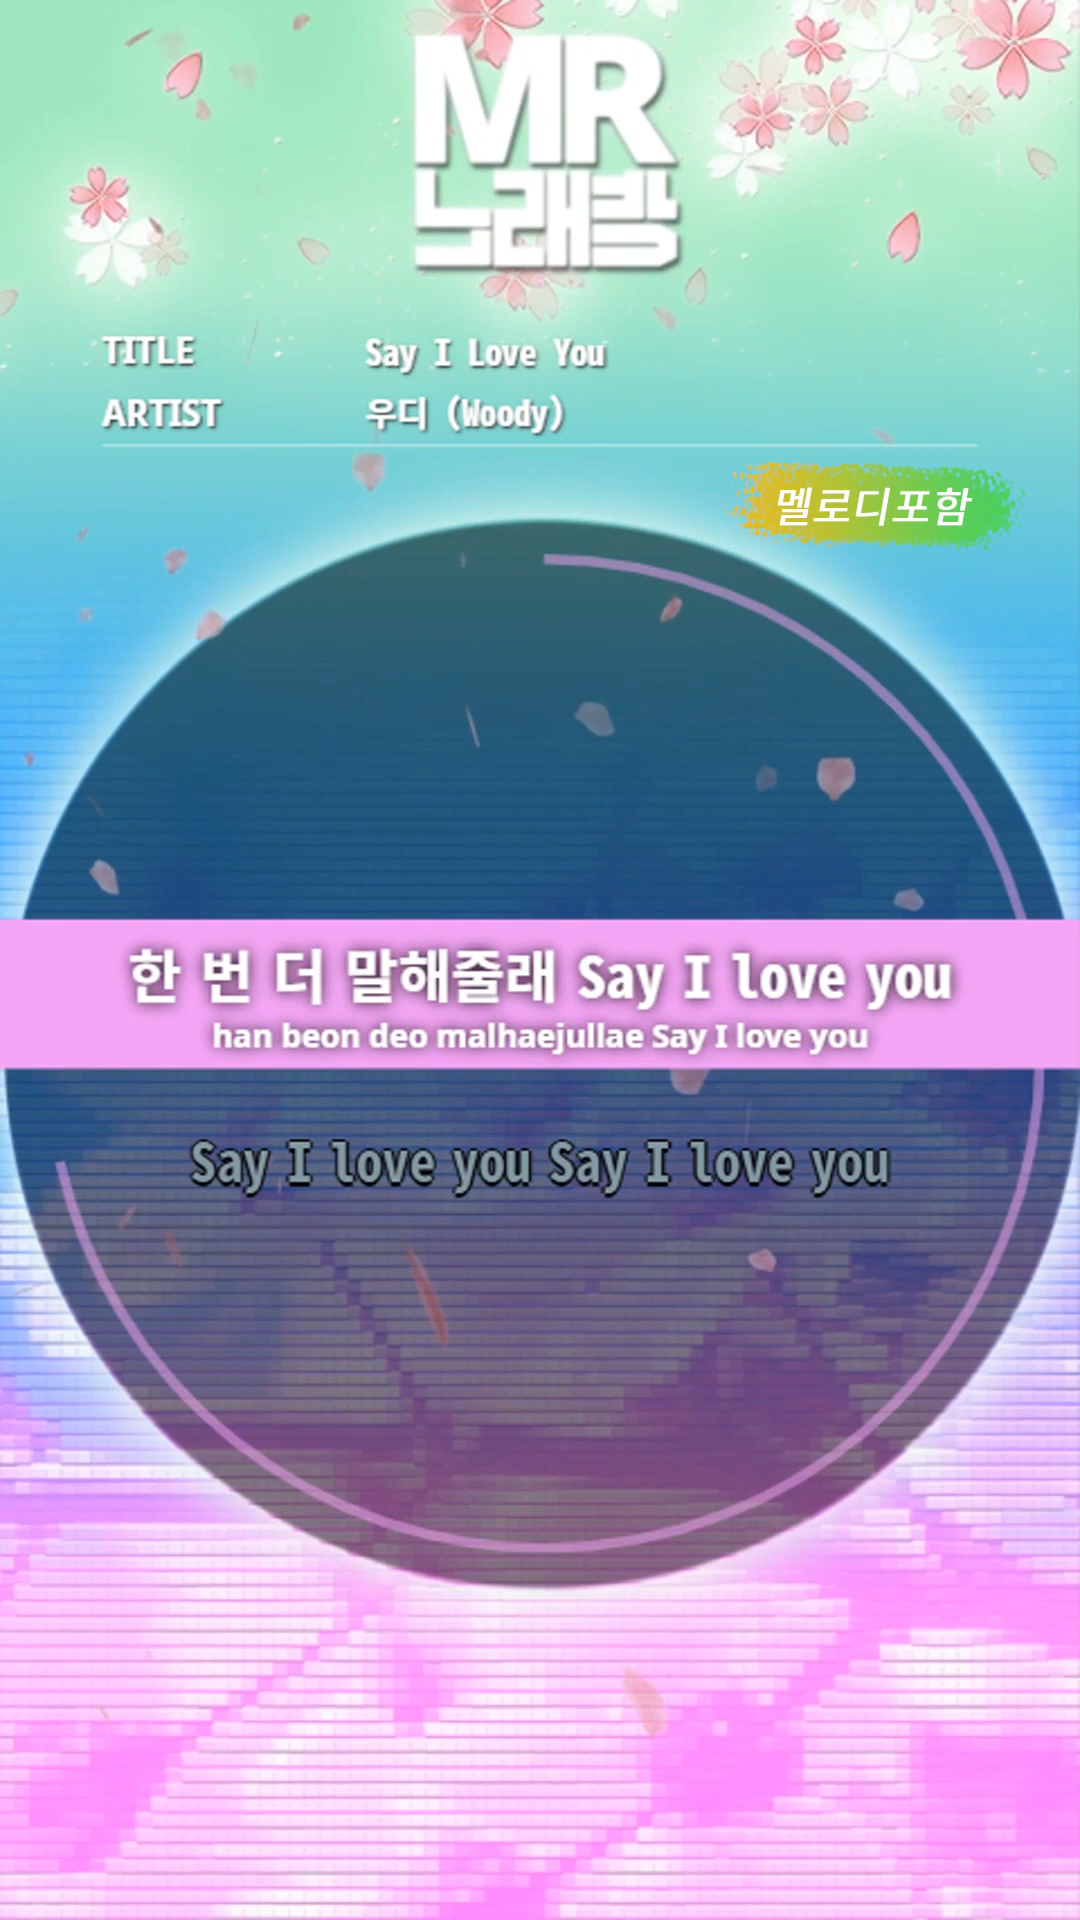 MR
노래방
TITLE Say I Love You
ARTIST 우디 (Woody)
멜로디포함
한 번 더 말해줄래 Say I love you
han beon deo malhaejullae Say I love you
Say I love you Say I love you